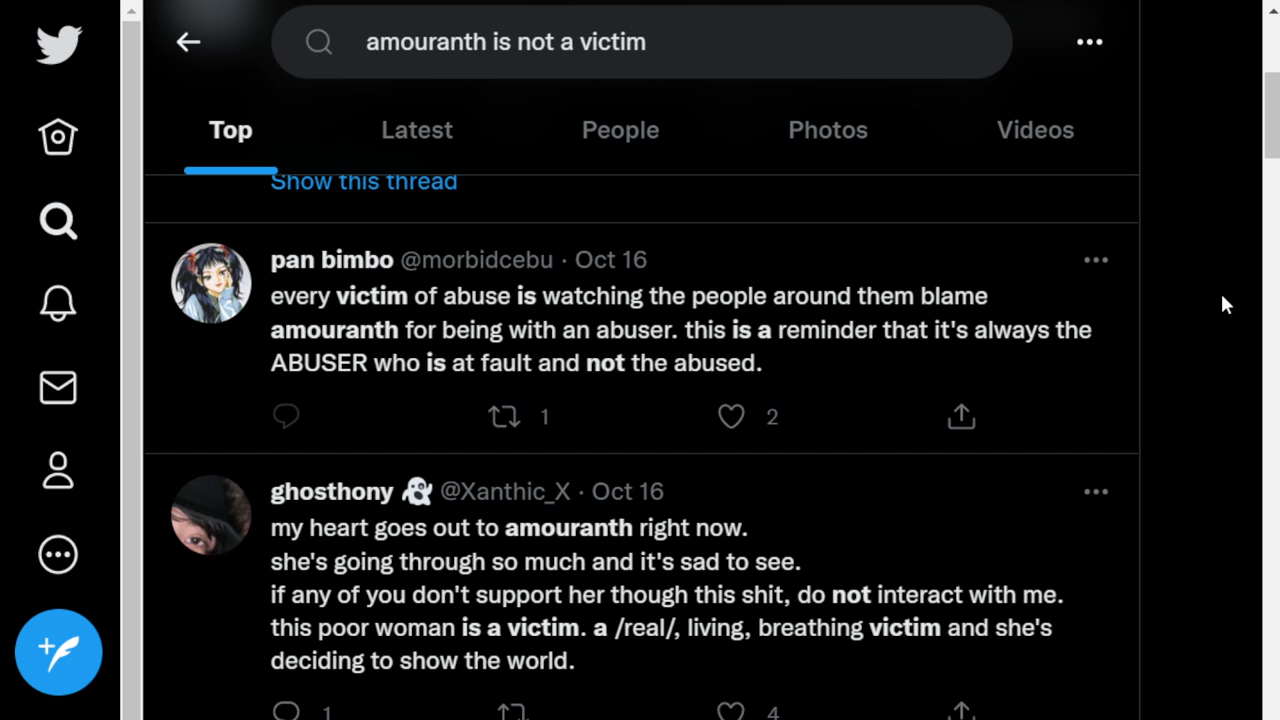 amouranth is not a victim
Top Latest People Photos Videos
Show this thread
pan bimbo @morbidcebu · Oct 16
every victim of abuse is watching the people around them blame
amouranth for being with an abuser. this is a reminder that it's always the
ABUSER who is at fault and not the abused.
1 2
ghosthony 👻 @Xanthic_X · Oct 16
my heart goes out to amouranth right now.
she's going through so much and it's sad to see.
if any of you don't support her though this shit, do not interact with me.
this poor woman is a victim. a /real/, living, breathing victim and she's
deciding to show the world.
1 4